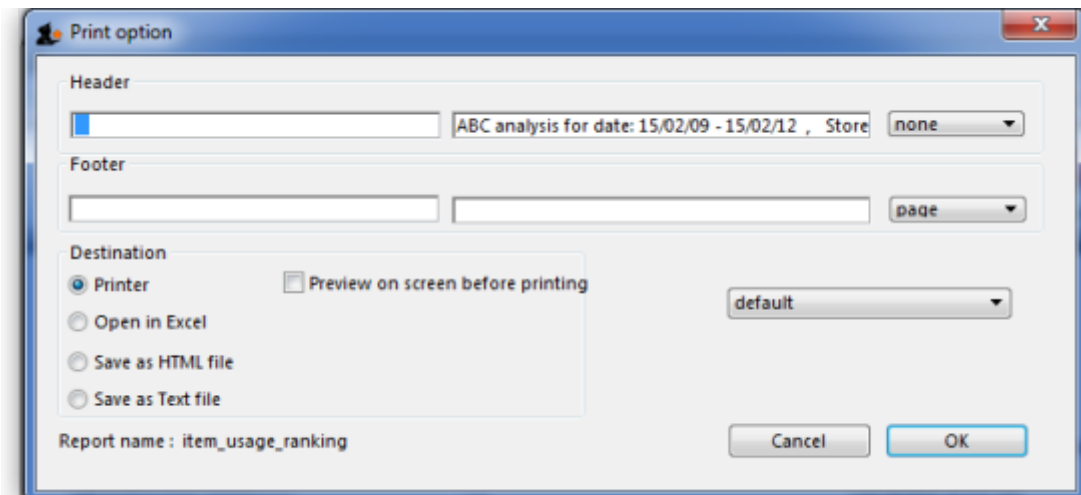 Print option
Header
ABC analysis for date: 15/02/09 - 15/02/12 , Store none
Footer
page
Destination
Printer Preview on screen before printing
default
Open in Excel
Save as HTML file
Save as Text file
Report name : item_usage_ranking Cancel OK